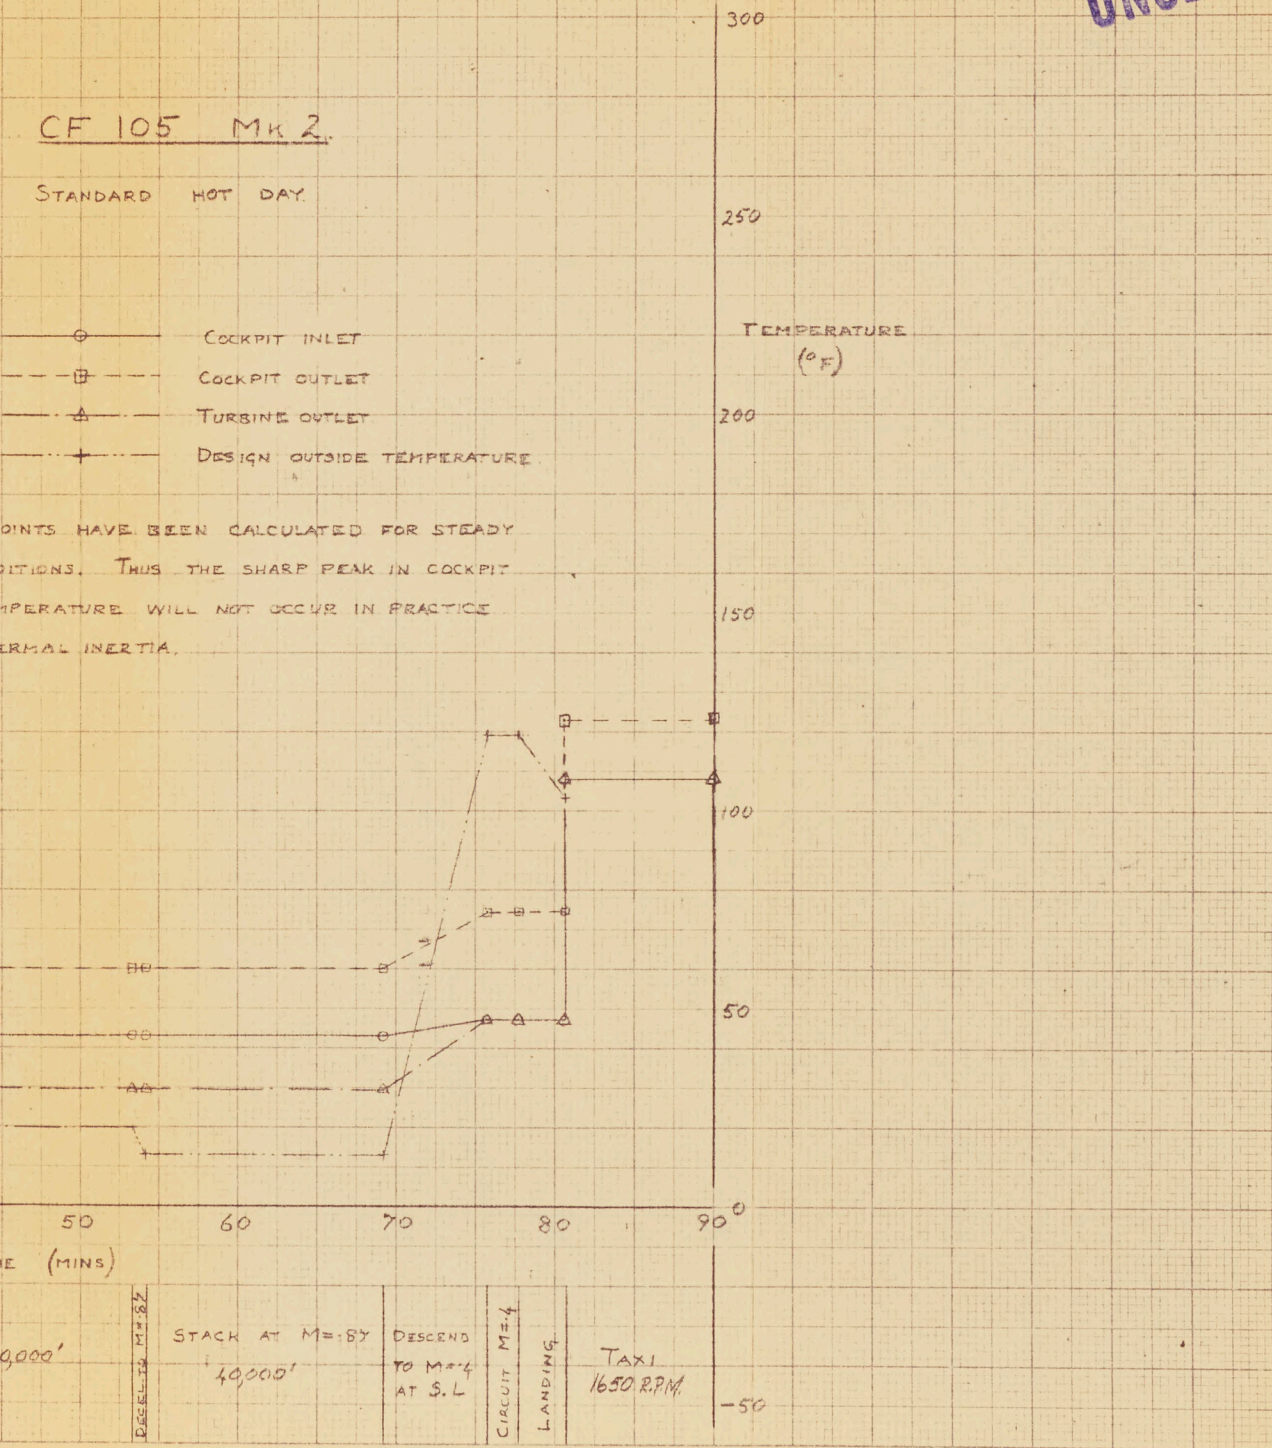 300
CF 105 MK 2.
STANDARD HOT DAY.
250
COCKPIT INLET
TEMPERATURE
(°F)
COCKPIT OUTLET
TURBINE OUTLET
200
DESIGN OUTSIDE TEMPERATURE
OINTS HAVE BEEN CALCULATED FOR STEADY
DITIONS. THUS THE SHARP PEAK IN COCKPIT
MPERATURE WILL NOT OCCUR IN PRACTICE
150
ERMAL INERTIA.
100
50
0
50 60 70 80 90
(MINS)
DECEL TO M=.87
STACK AT M=.87
40,000'
DESCEND
TO M=.4
AT S.L
CIRCUIT M=.4
LANDING
TAXI
1650 R.P.M.
0,000'
-50